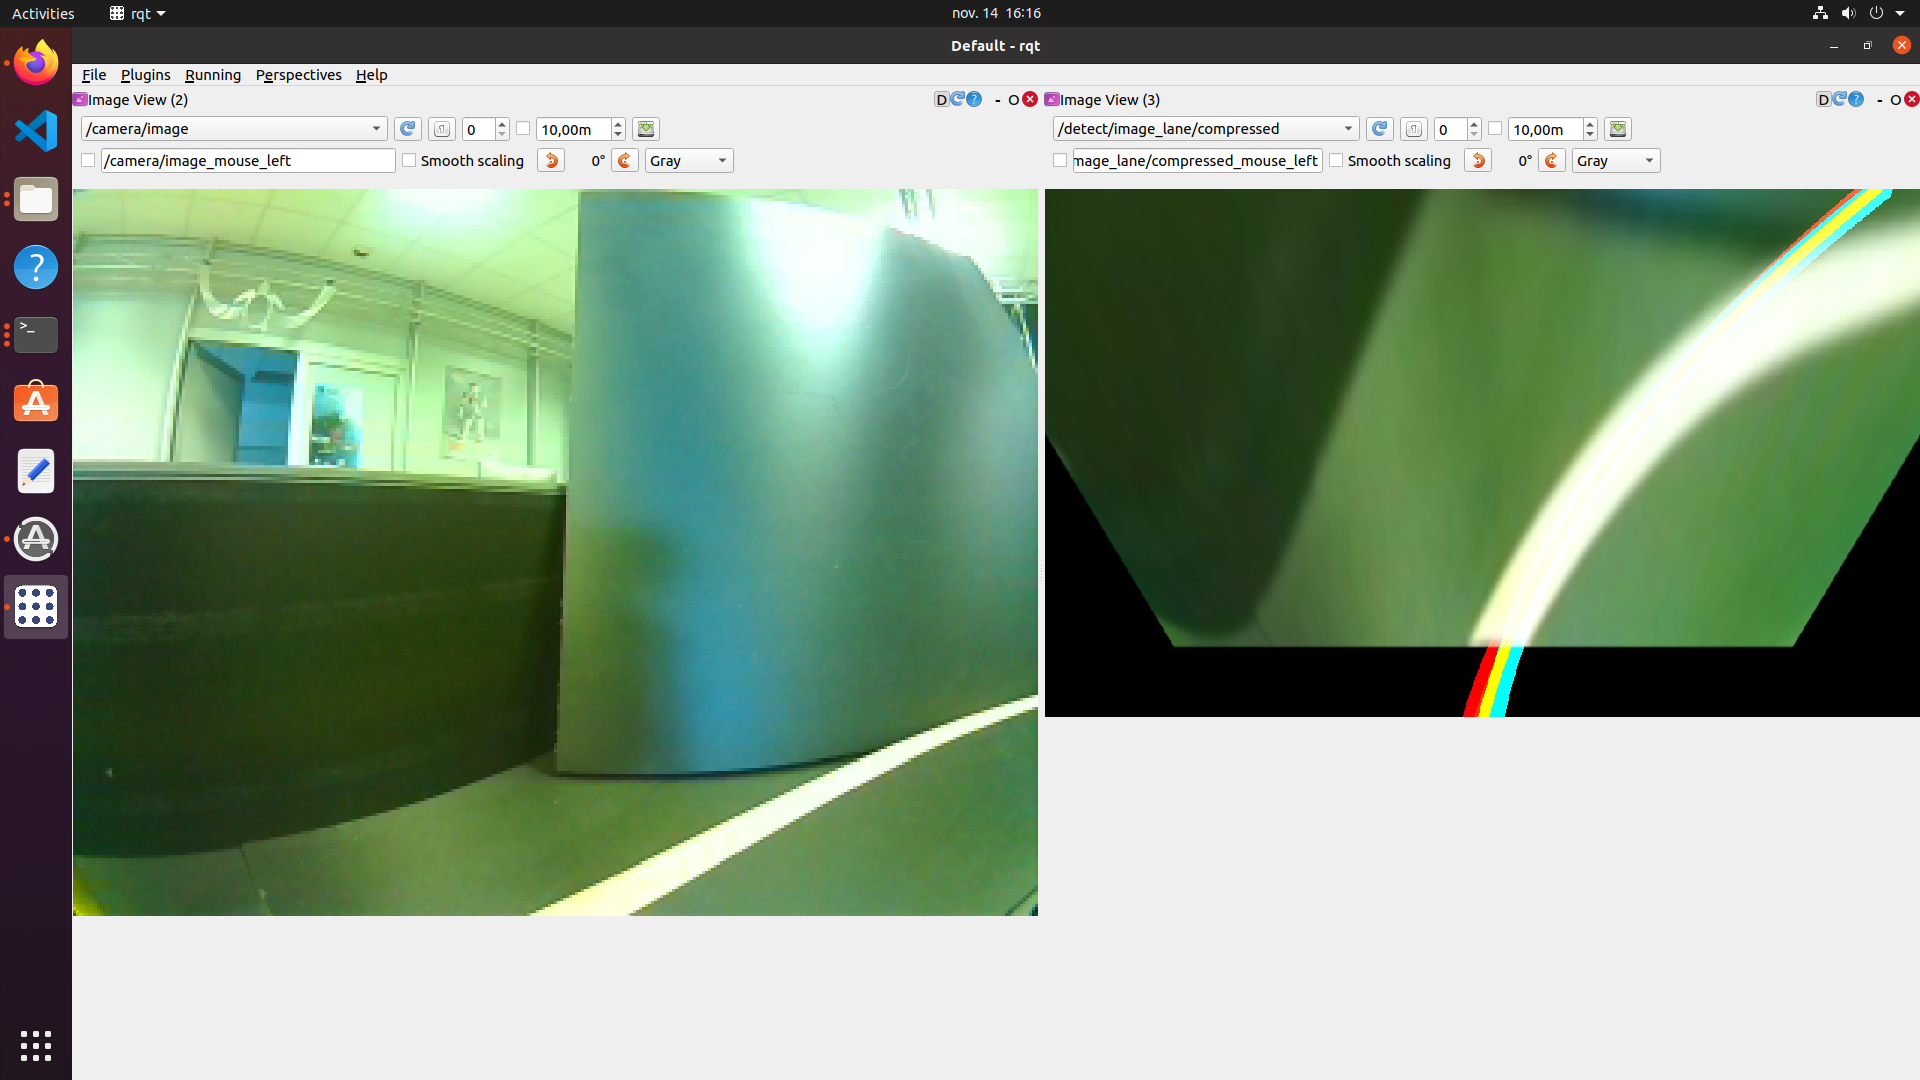 Activities rqt nov. 14 16:16
Default - rqt
File Plugins Running Perspectives Help
Image View (2) D - O
/camera/image 0 10,00m
/camera/image_mouse_left Smooth scaling 0° Gray
Image View (3) D - O
/detect/image_lane/compressed 0 10,00m
mage_lane/compressed_mouse_left Smooth scaling 0° Gray